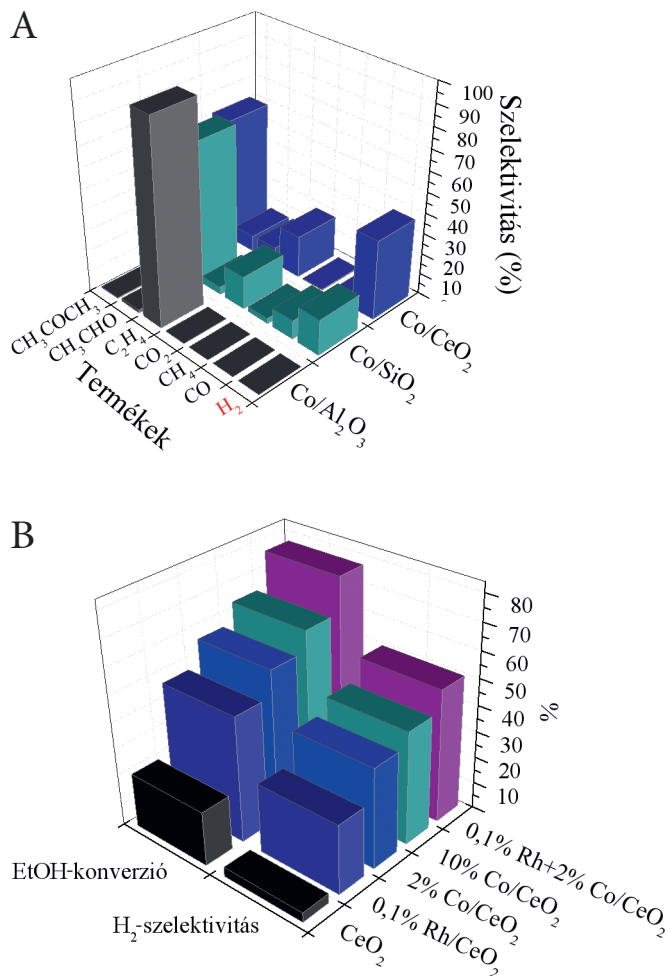 A
100
90
80
70
60
50
40
30
20
10
Szelektivitás (%)
CH₃COCH₃
CH₃CHO
C₂H₄
CO₂
CH₄
CO
H₂
Termékek
Co/CeO₂
Co/SiO₂
Co/Al₂O₃
B
80
70
60
50
40
30
20
10
%
EtOH-konverzió
H₂-szelektivitás
0,1% Rh+2% Co/CeO₂
10% Co/CeO₂
2% Co/CeO₂
0,1% Rh/CeO₂
CeO₂